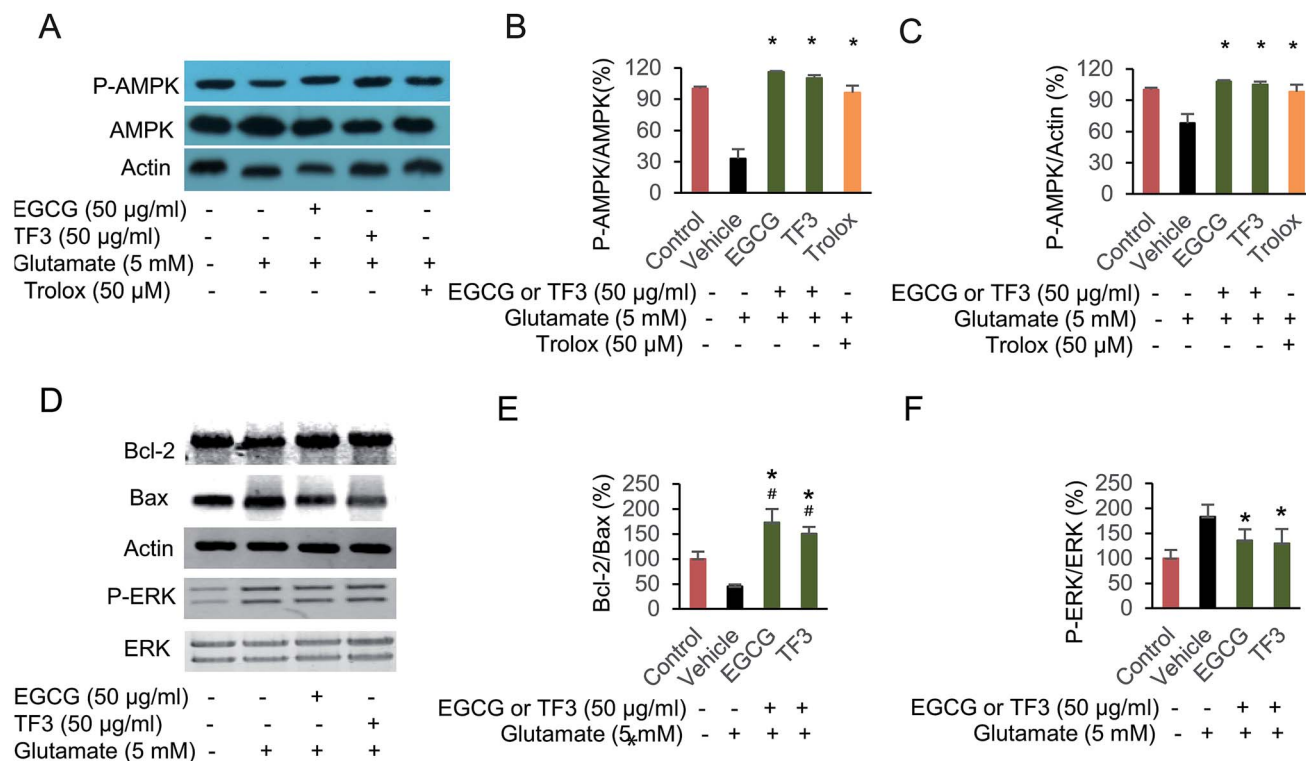 A
P-AMPK
AMPK
Actin
EGCG (50 µg/ml) - - + - -
TF3 (50 µg/ml) - - - + -
Glutamate (5 mM) - + + + +
Trolox (50 µM) - - - - +
B
* * *
P-AMPK/AMPK(%)
120
90
60
30
0
Control Vehicle EGCG TF3 Trolox
EGCG or TF3 (50 µg/ml) - - + + -
Glutamate (5 mM) - + + + +
Trolox (50 µM) - - - - +
C
* * *
P-AMPK/Actin (%)
120
90
60
30
0
Control Vehicle EGCG TF3 Trolox
EGCG or TF3 (50 µg/ml) - - + + -
Glutamate (5 mM) - + + + +
Trolox (50 µM) - - - - +
D
Bcl-2
Bax
Actin
P-ERK
ERK
EGCG (50 µg/ml) - - + -
TF3 (50 µg/ml) - - - +
Glutamate (5 mM) - + + +
E
* *
# #
Bcl-2/Bax (%)
250
200
150
100
50
0
Control Vehicle EGCG TF3
EGCG or TF3 (50 µg/ml) - - + +
Glutamate (5 mM) - + + +
*
F
* *
P-ERK/ERK (%)
250
200
150
100
50
0
Control Vehicle EGCG TF3
EGCG or TF3 (50 µg/ml) - - + +
Glutamate (5 mM) - + + +